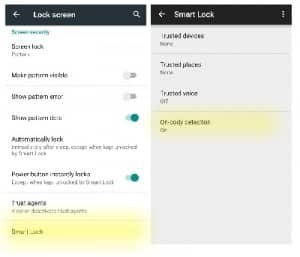 Lock screen
Screen security
Screen lock
Pattern
Make pattern visible
Show pattern error
Show pattern dots
Automatically lock
Immediately after sleep, except when kept unlocked
by Smart Lock
Power button instantly locks
Except when kept unlocked by Smart Lock
Trust agents
View or deactivate trust agents
Smart Lock
Smart Lock
Trusted devices
None
Trusted places
None
Trusted voice
Off
On-body detection
On